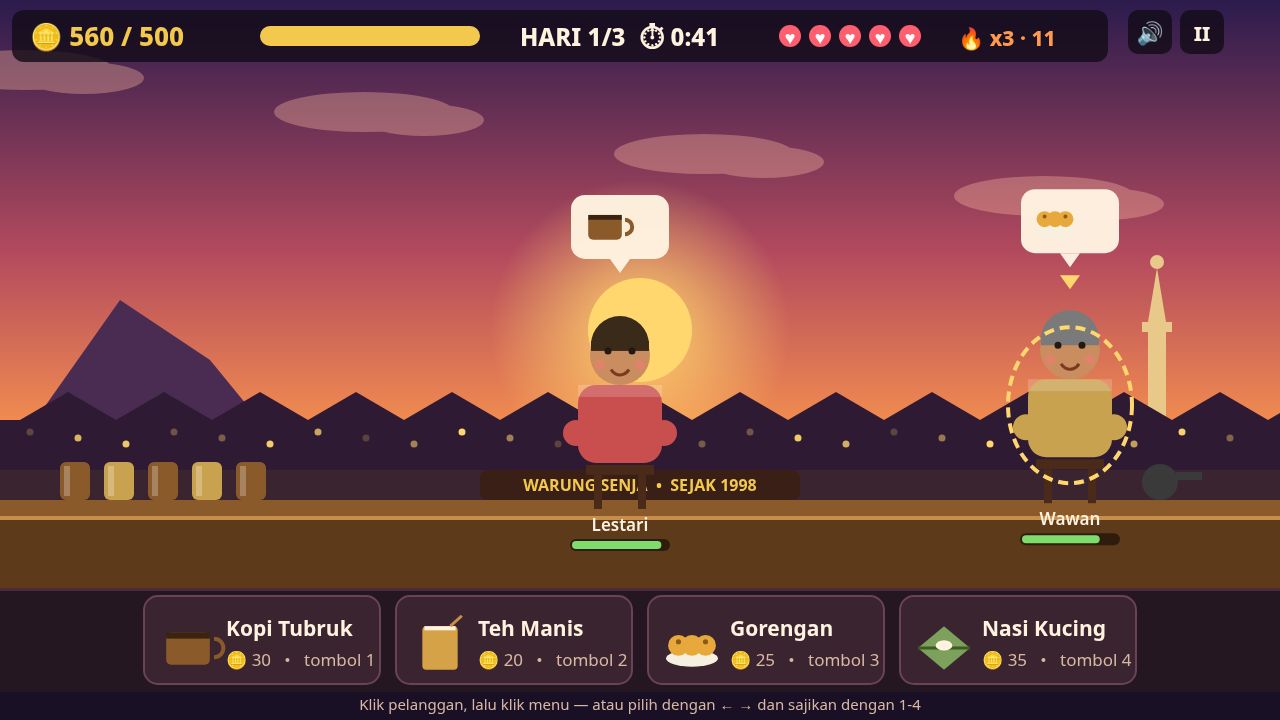 🪙 560 / 500
HARI 1/3 ⏱ 0:41
🔥 x3 · 11
WARUNG SENJA • SEJAK 1998
Lestari
Wawan
Kopi Tubruk
🪙 30 • tombol 1
Teh Manis
🪙 20 • tombol 2
Gorengan
🪙 25 • tombol 3
Nasi Kucing
🪙 35 • tombol 4
Klik pelanggan, lalu klik menu — atau pilih dengan ← → dan sajikan dengan 1-4